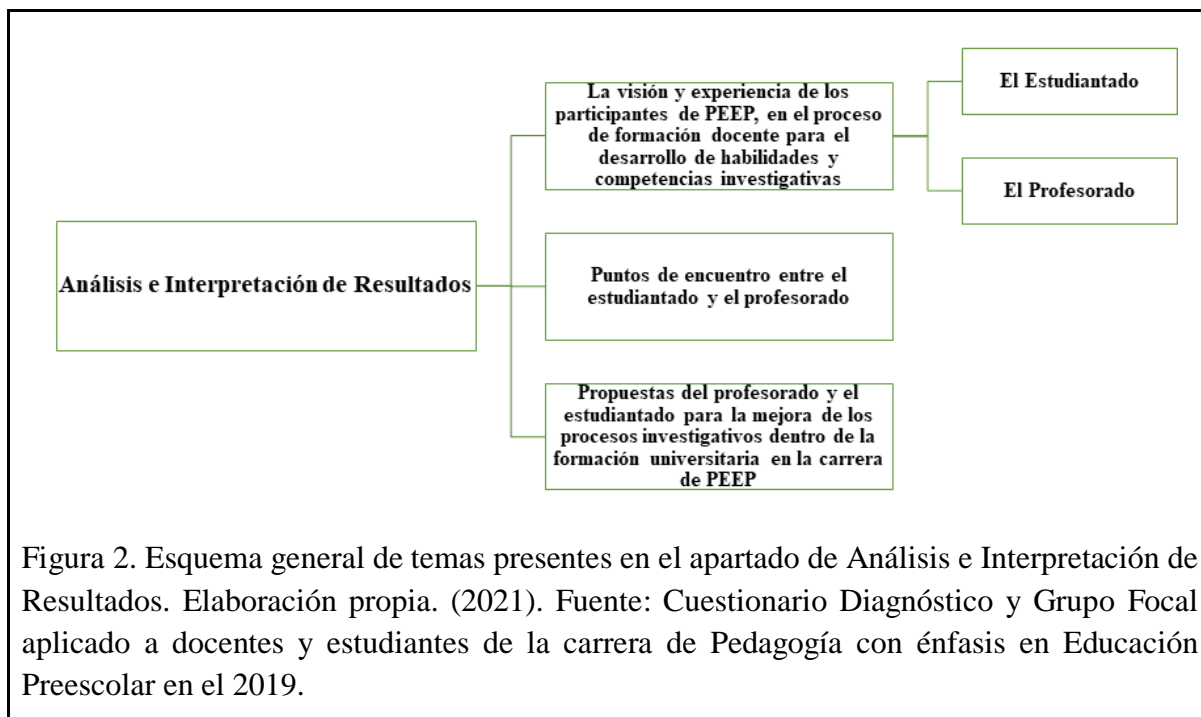 Análisis e Interpretación de Resultados
La visión y experiencia de los
participantes de PEEP, en el proceso
de formación docente para el
desarrollo de habilidades y
competencias investigativas
El Estudiantado
El Profesorado
Puntos de encuentro entre el
estudiantado y el profesorado
Propuestas del profesorado y el
estudiantado para la mejora de los
procesos investigativos dentro de la
formación universitaria en la carrera
de PEEP
Figura 2. Esquema general de temas presentes en el apartado de Análisis e Interpretación de
Resultados. Elaboración propia. (2021). Fuente: Cuestionario Diagnóstico y Grupo Focal
aplicado a docentes y estudiantes de la carrera de Pedagogía con énfasis en Educación
Preescolar en el 2019.